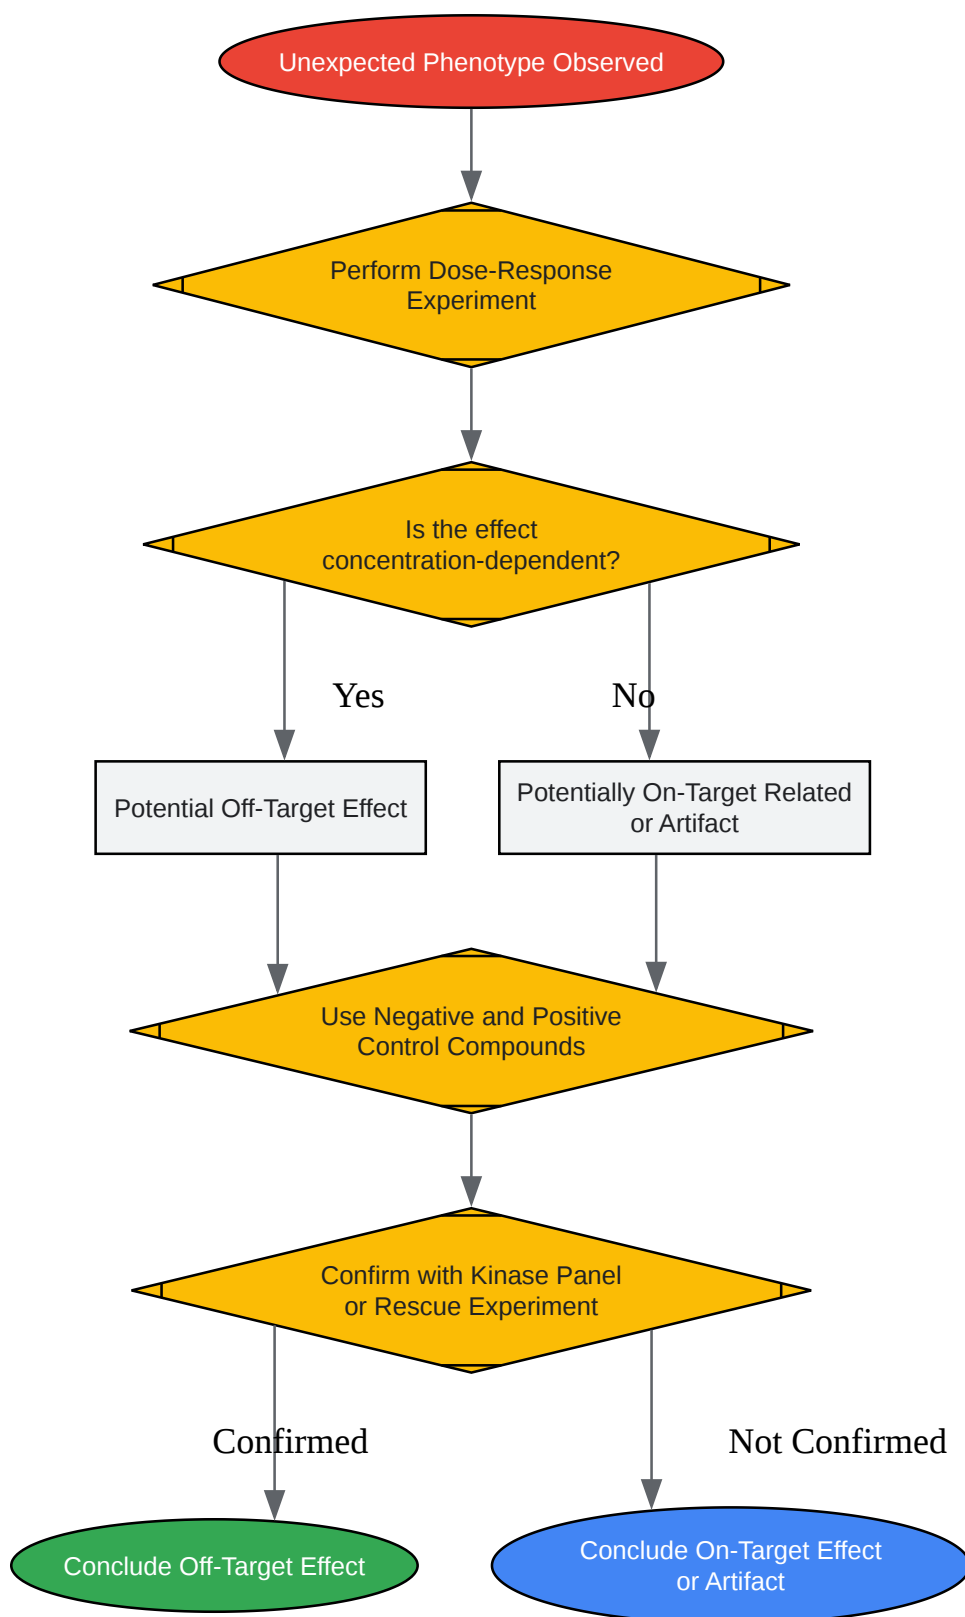 Unexpected Phenotype Observed
Perform Dose-Response
Experiment
Is the effect
concentration-dependent?
Yes
No
Potential Off-Target Effect
Potentially On-Target Related
or Artifact
Use Negative and Positive
Control Compounds
Confirm with Kinase Panel
or Rescue Experiment
Confirmed
Not Confirmed
Conclude Off-Target Effect
Conclude On-Target Effect
or Artifact